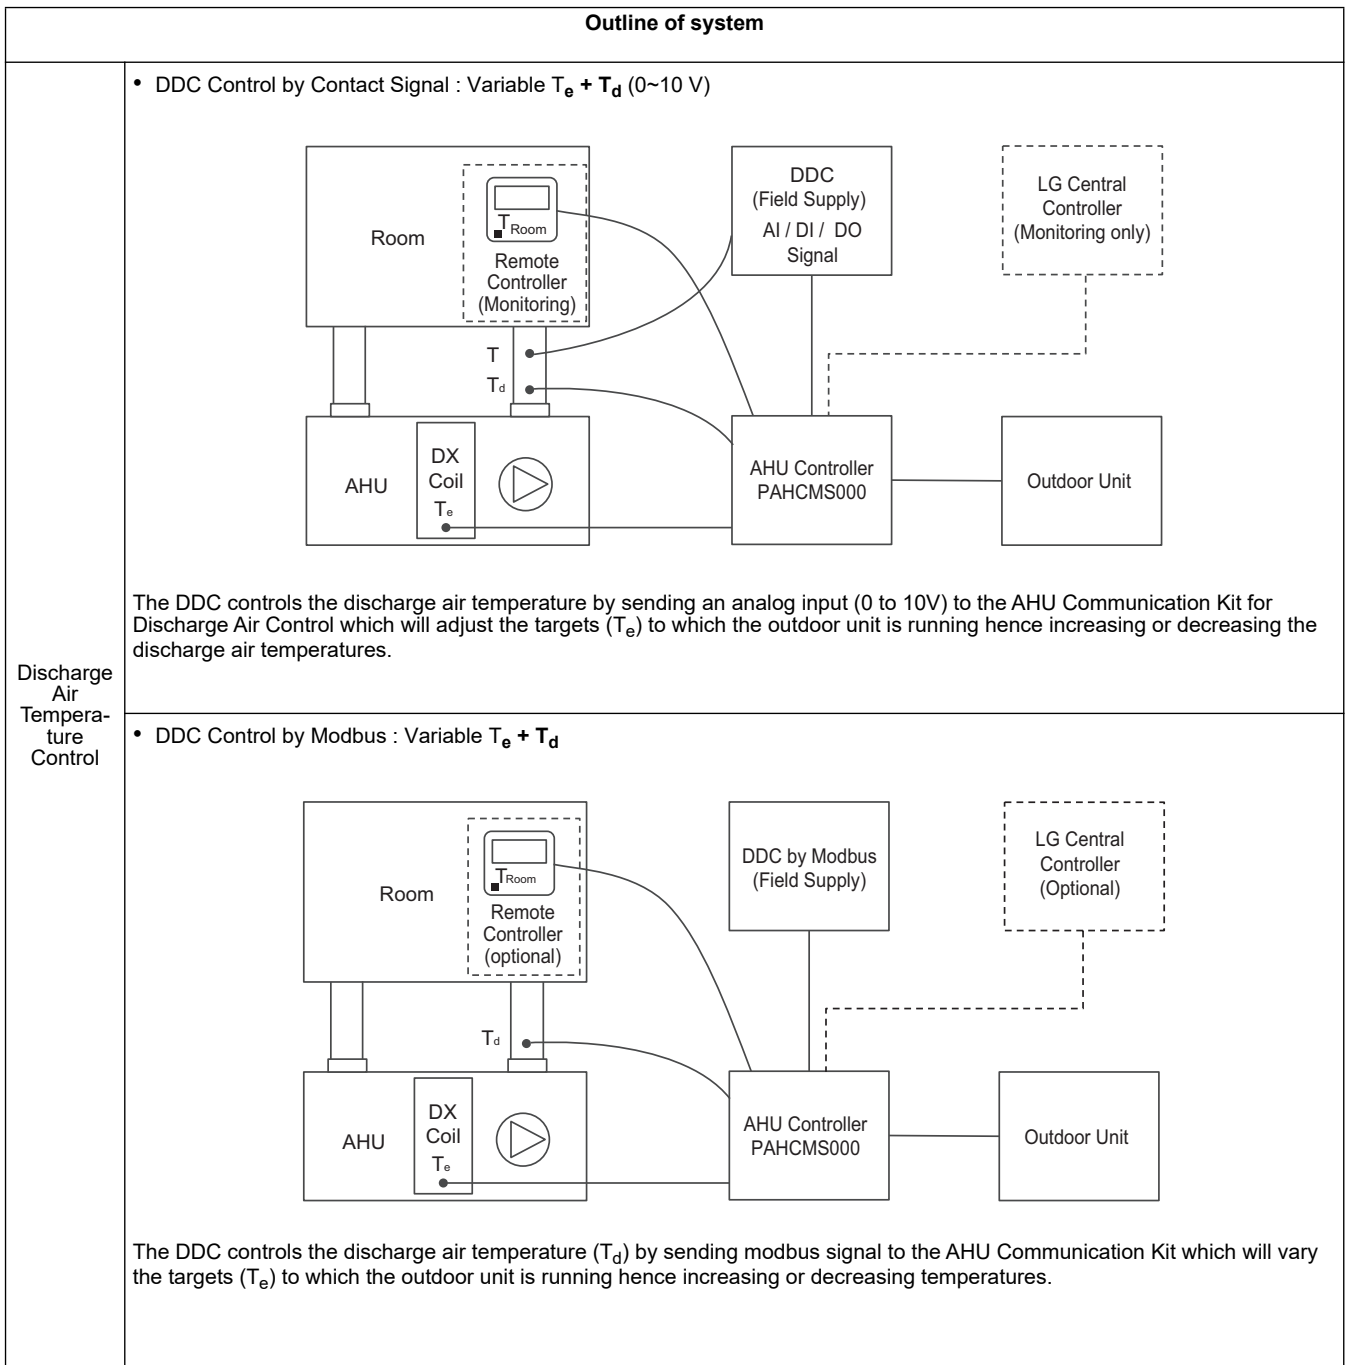 Outline of system
Discharge
Air
Tempera-
ture
Control
• DDC Control by Contact Signal : Variable Te + Td (0~10 V)
Room
TRoom
Remote
Controller
(Monitoring)
DDC
(Field Supply)
AI / DI / DO
Signal
LG Central
Controller
(Monitoring only)
T
Td
AHU
DX
Coil
Te
AHU Controller
PAHCMS000
Outdoor Unit
The DDC controls the discharge air temperature by sending an analog input (0 to 10V) to the AHU Communication Kit for
Discharge Air Control which will adjust the targets (Te) to which the outdoor unit is running hence increasing or decreasing the
discharge air temperatures.
• DDC Control by Modbus : Variable Te + Td
Room
TRoom
Remote
Controller
(optional)
DDC by Modbus
(Field Supply)
LG Central
Controller
(Optional)
Td
AHU
DX
Coil
Te
AHU Controller
PAHCMS000
Outdoor Unit
The DDC controls the discharge air temperature (Td) by sending modbus signal to the AHU Communication Kit which will vary
the targets (Te) to which the outdoor unit is running hence increasing or decreasing temperatures.